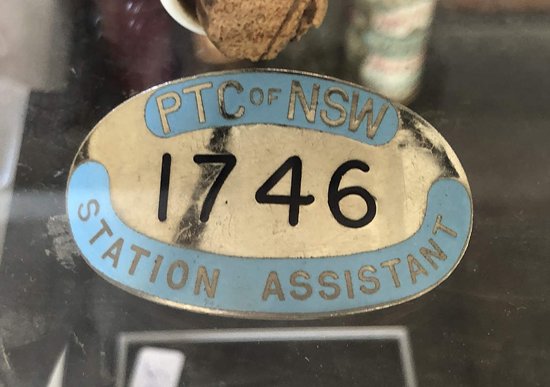 PTC OF NSW
1746
STATION ASSISTANT